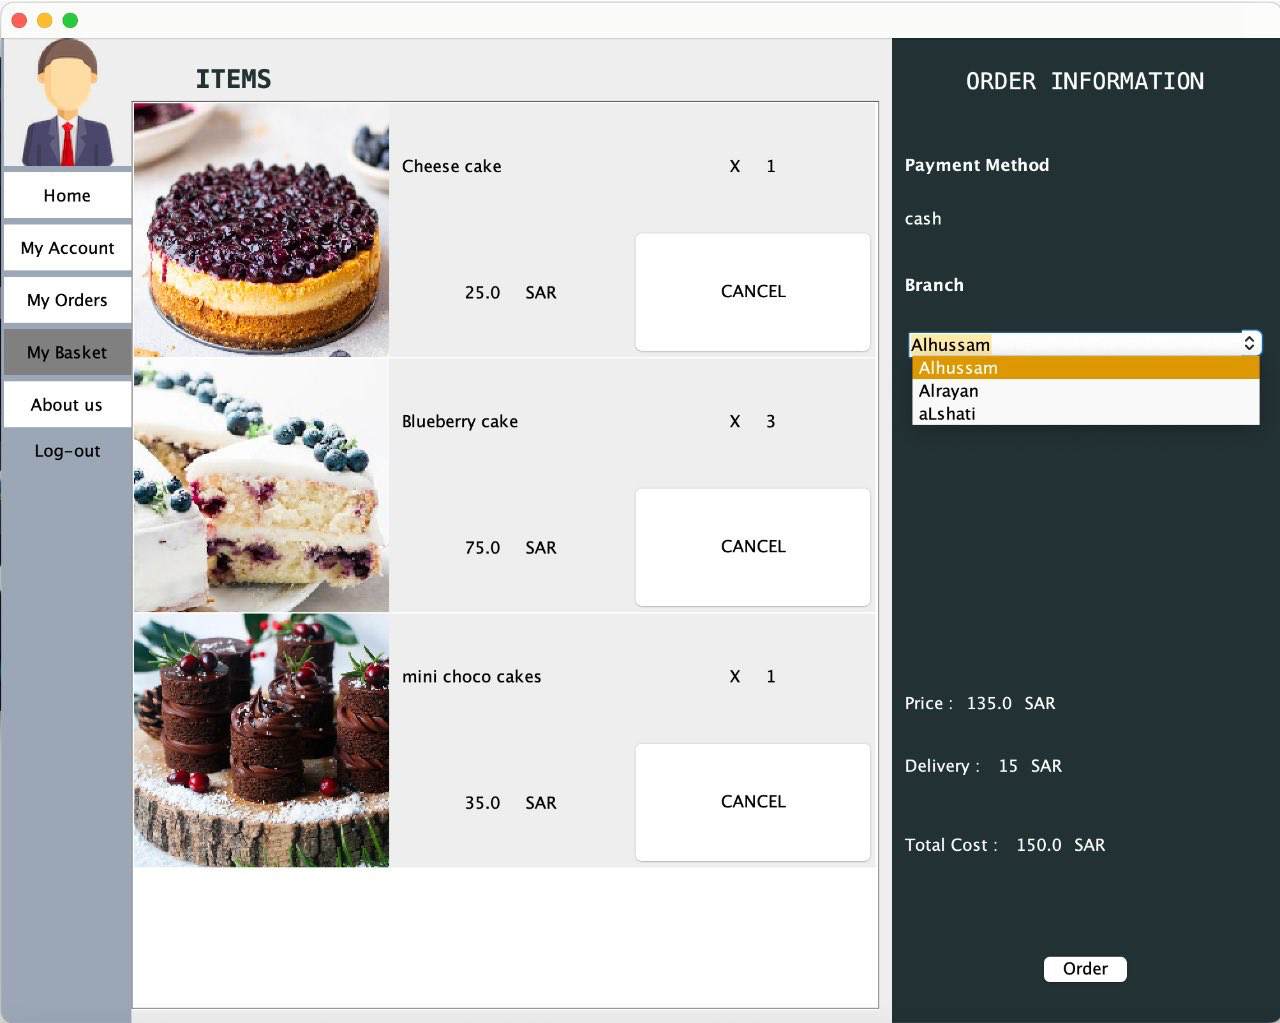 Home
My Account
My Orders
My Basket
About us
Log-out
ITEMS
Cheese cake X 1
25.0 SAR CANCEL
Blueberry cake X 3
75.0 SAR CANCEL
mini choco cakes X 1
35.0 SAR CANCEL
ORDER INFORMATION
Payment Method
cash
Branch
Alhussam
Alhussam
Alrayan
aLshati
Price : 135.0 SAR
Delivery : 15 SAR
Total Cost : 150.0 SAR
Order